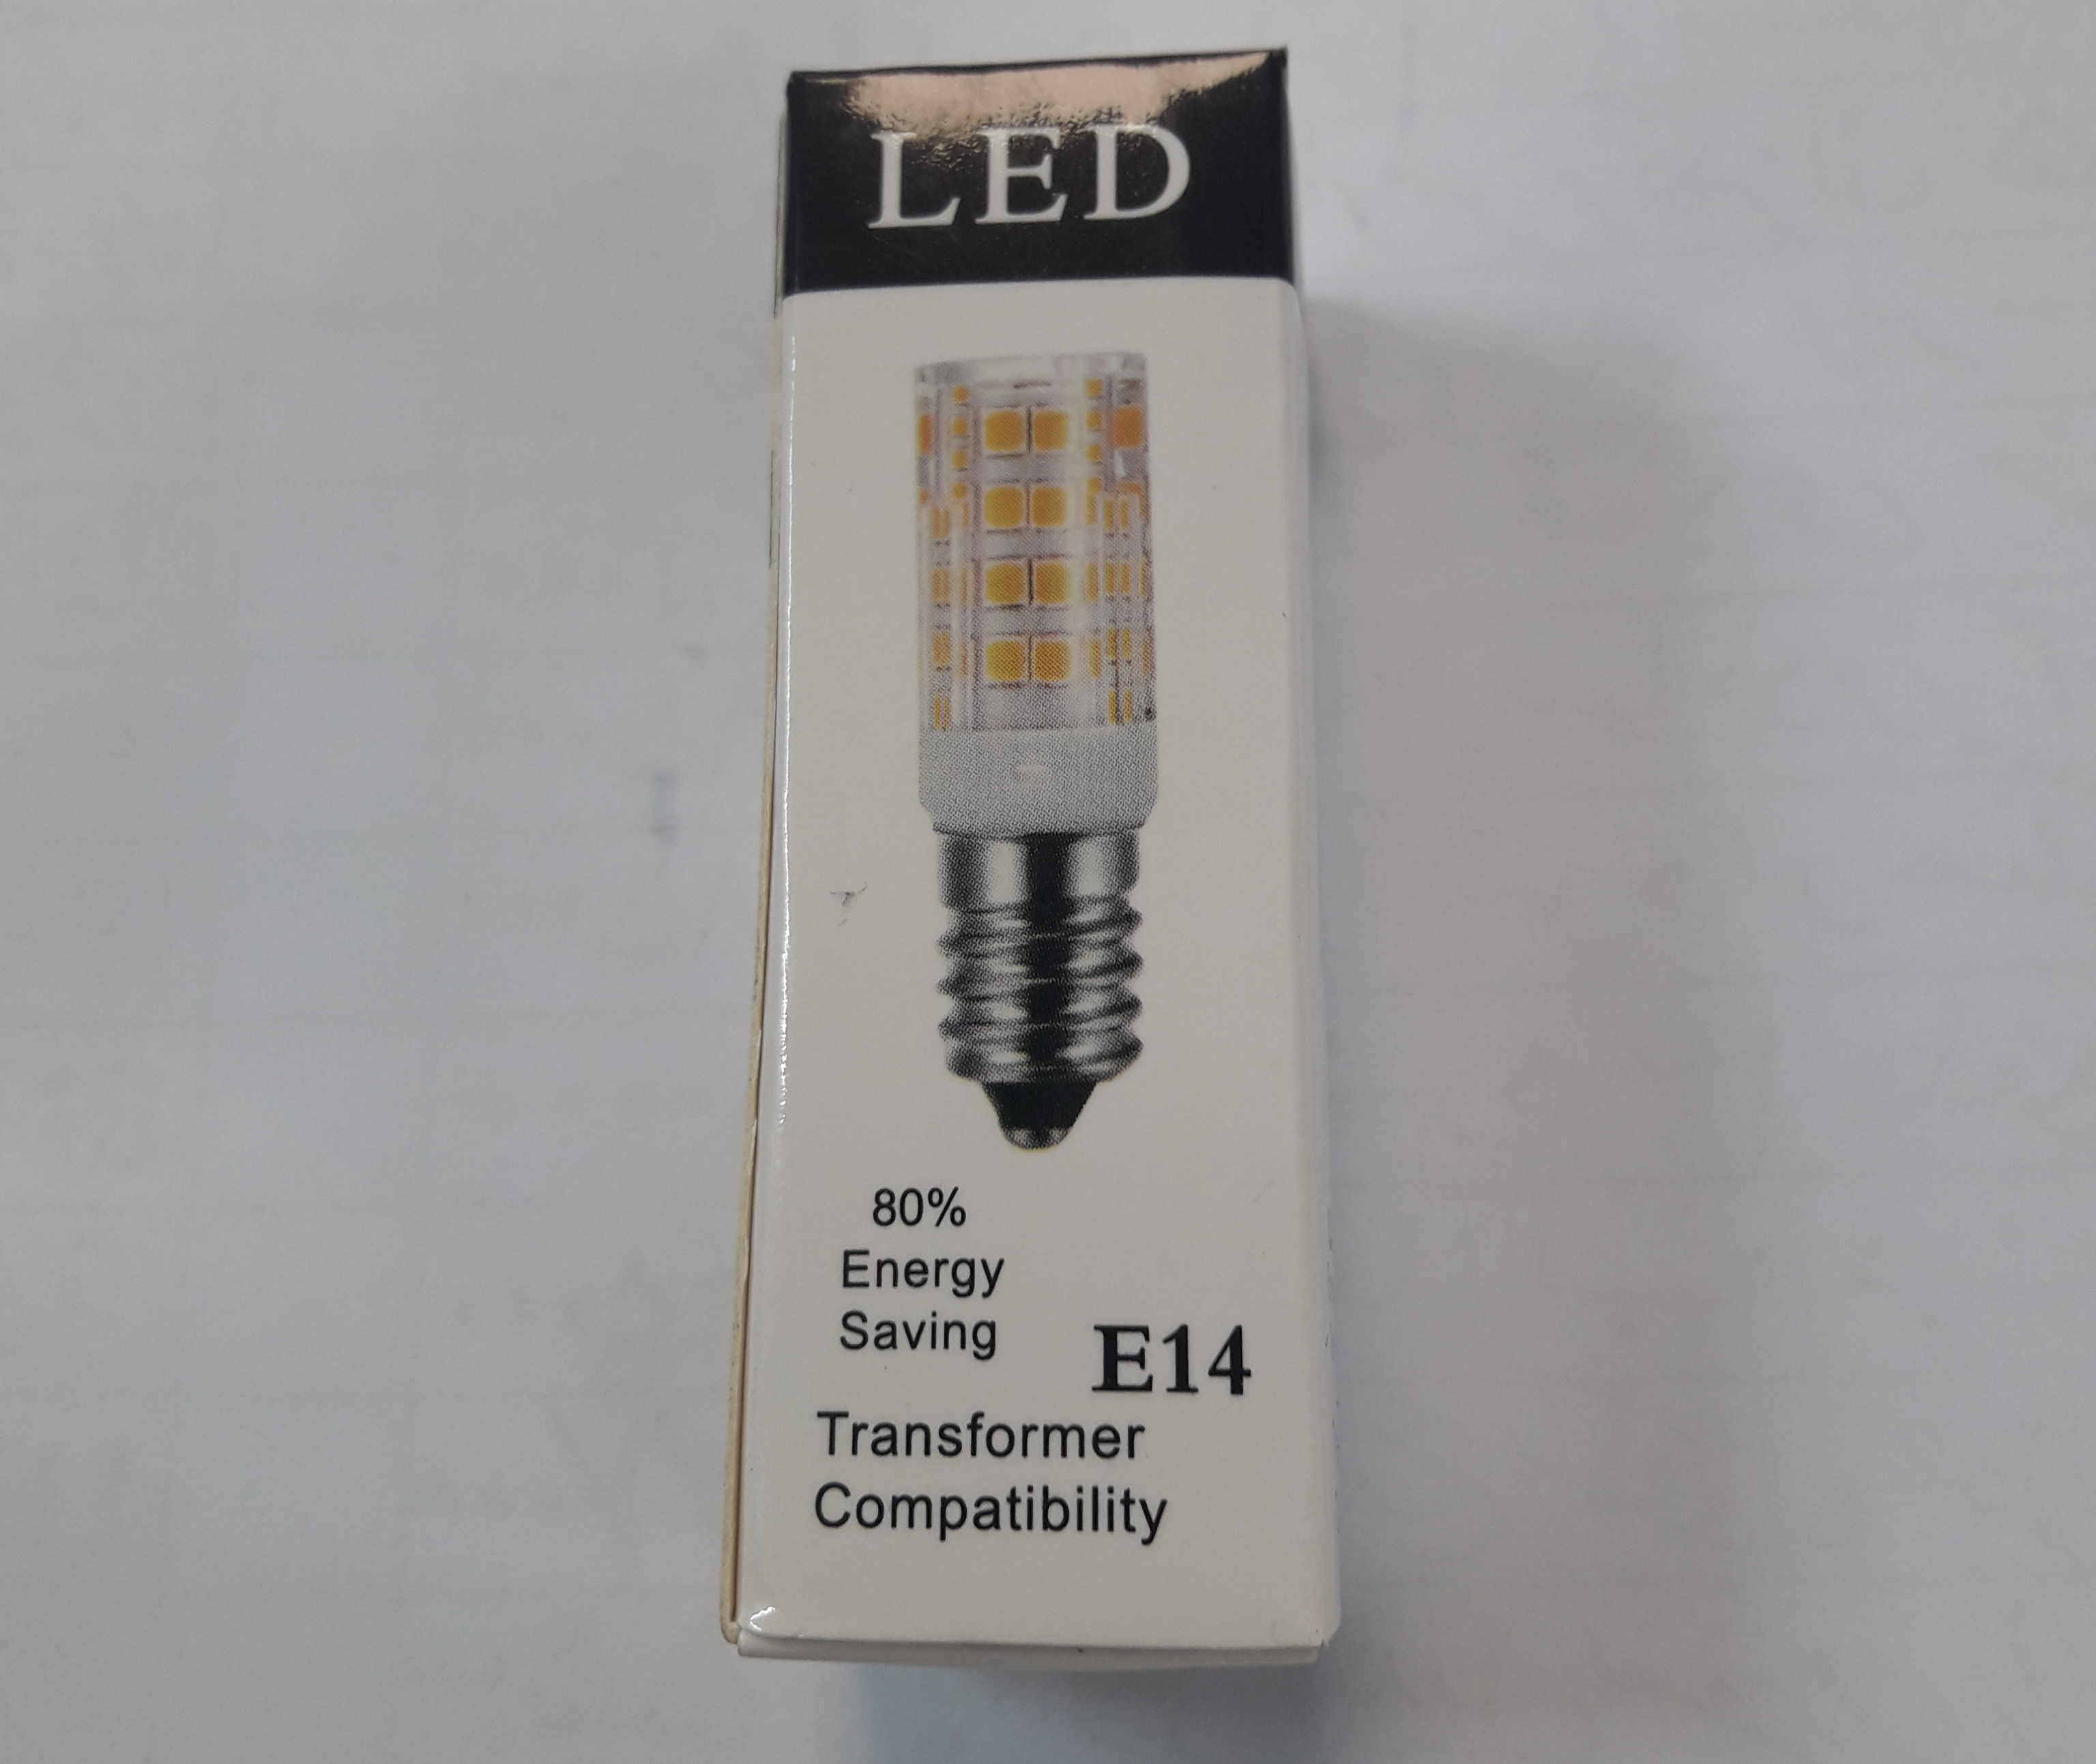 LED
80%
Energy
Saving
E14
Transformer
Compatibility